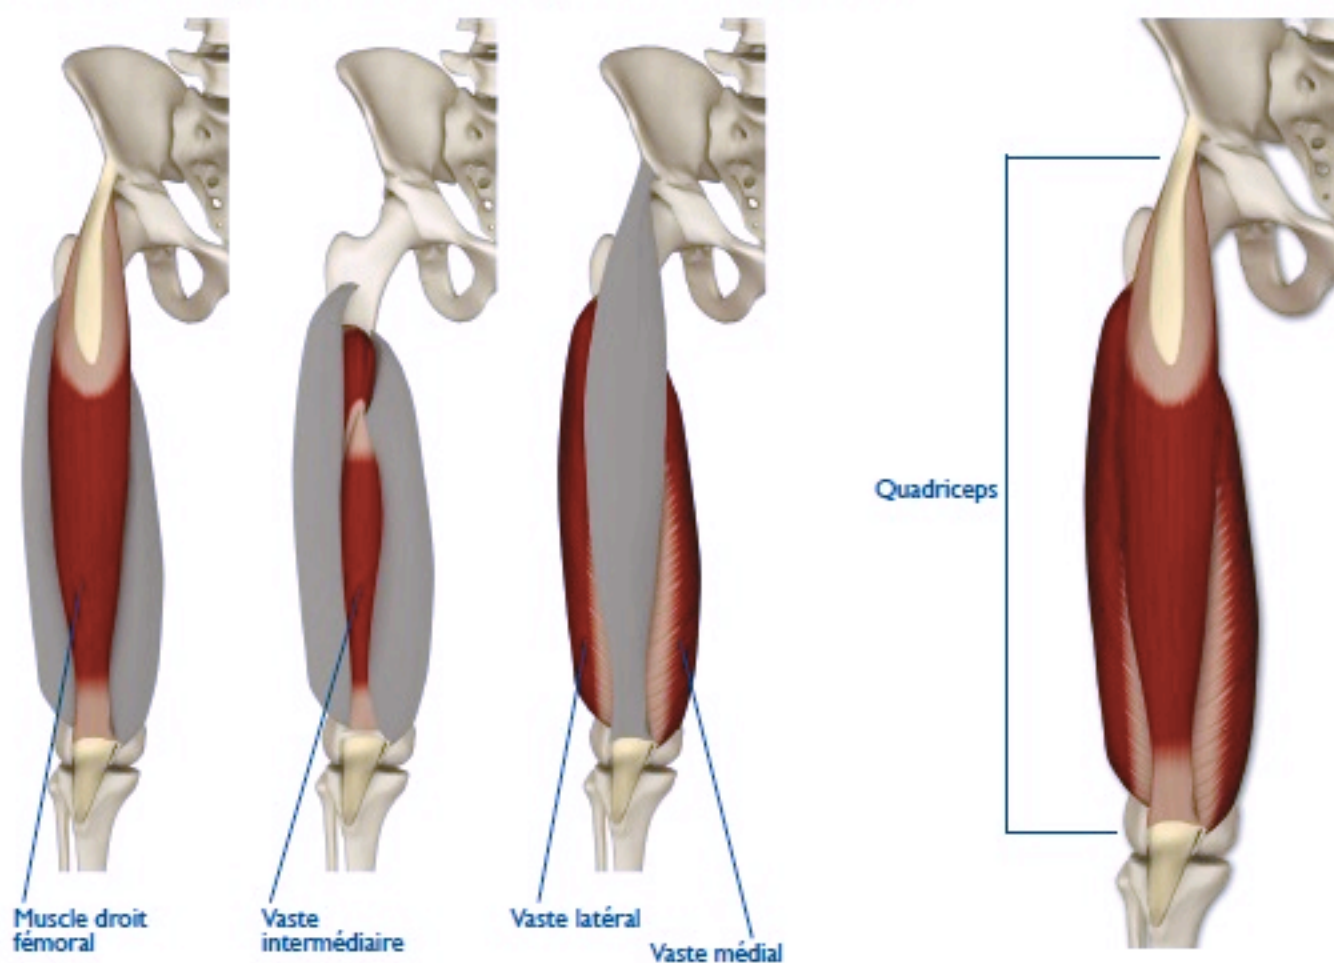 Quadriceps
Muscle droit
fémoral
Vaste
intermédiaire
Vaste latéral
Vaste médial